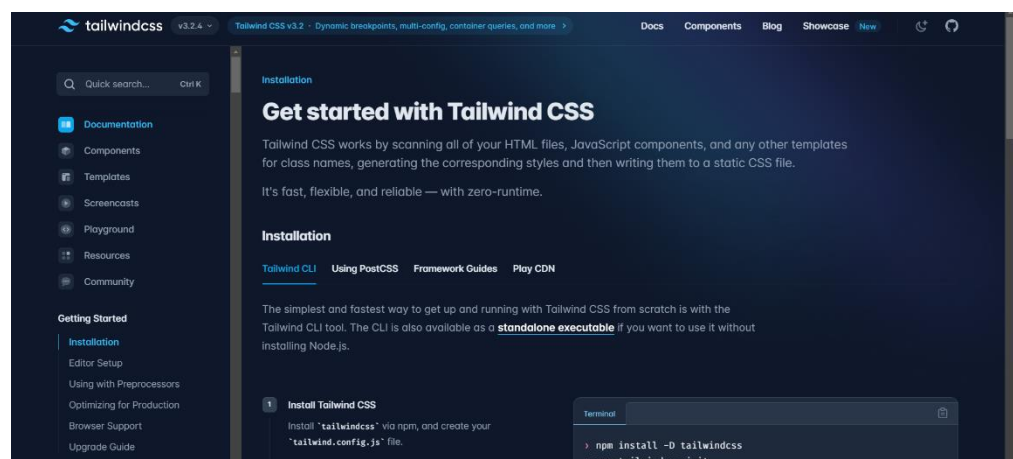 tailwindcss v3.2.4 Tailwind CSS v3.2 · Dynamic breakpoints, multi-config, container queries, and more > Docs Components Blog Showcase New
Quick search... Ctrl K
Documentation
Components
Templates
Screencasts
Playground
Resources
Community
Getting Started
Installation
Editor Setup
Using with Preprocessors
Optimizing for Production
Browser Support
Upgrade Guide
Installation
Get started with Tailwind CSS
Tailwind CSS works by scanning all of your HTML files, JavaScript components, and any other templates
for class names, generating the corresponding styles and then writing them to a static CSS file.
It's fast, flexible, and reliable — with zero-runtime.
Installation
Tailwind CLI Using PostCSS Framework Guides Play CDN
The simplest and fastest way to get up and running with Tailwind CSS from scratch is with the
Tailwind CLI tool. The CLI is also available as a standalone executable if you want to use it without
installing Node.js.
1 Install Tailwind CSS
Install `tailwindcss` via npm, and create your
`tailwind.config.js` file.
Terminal
> npm install -D tailwindcss